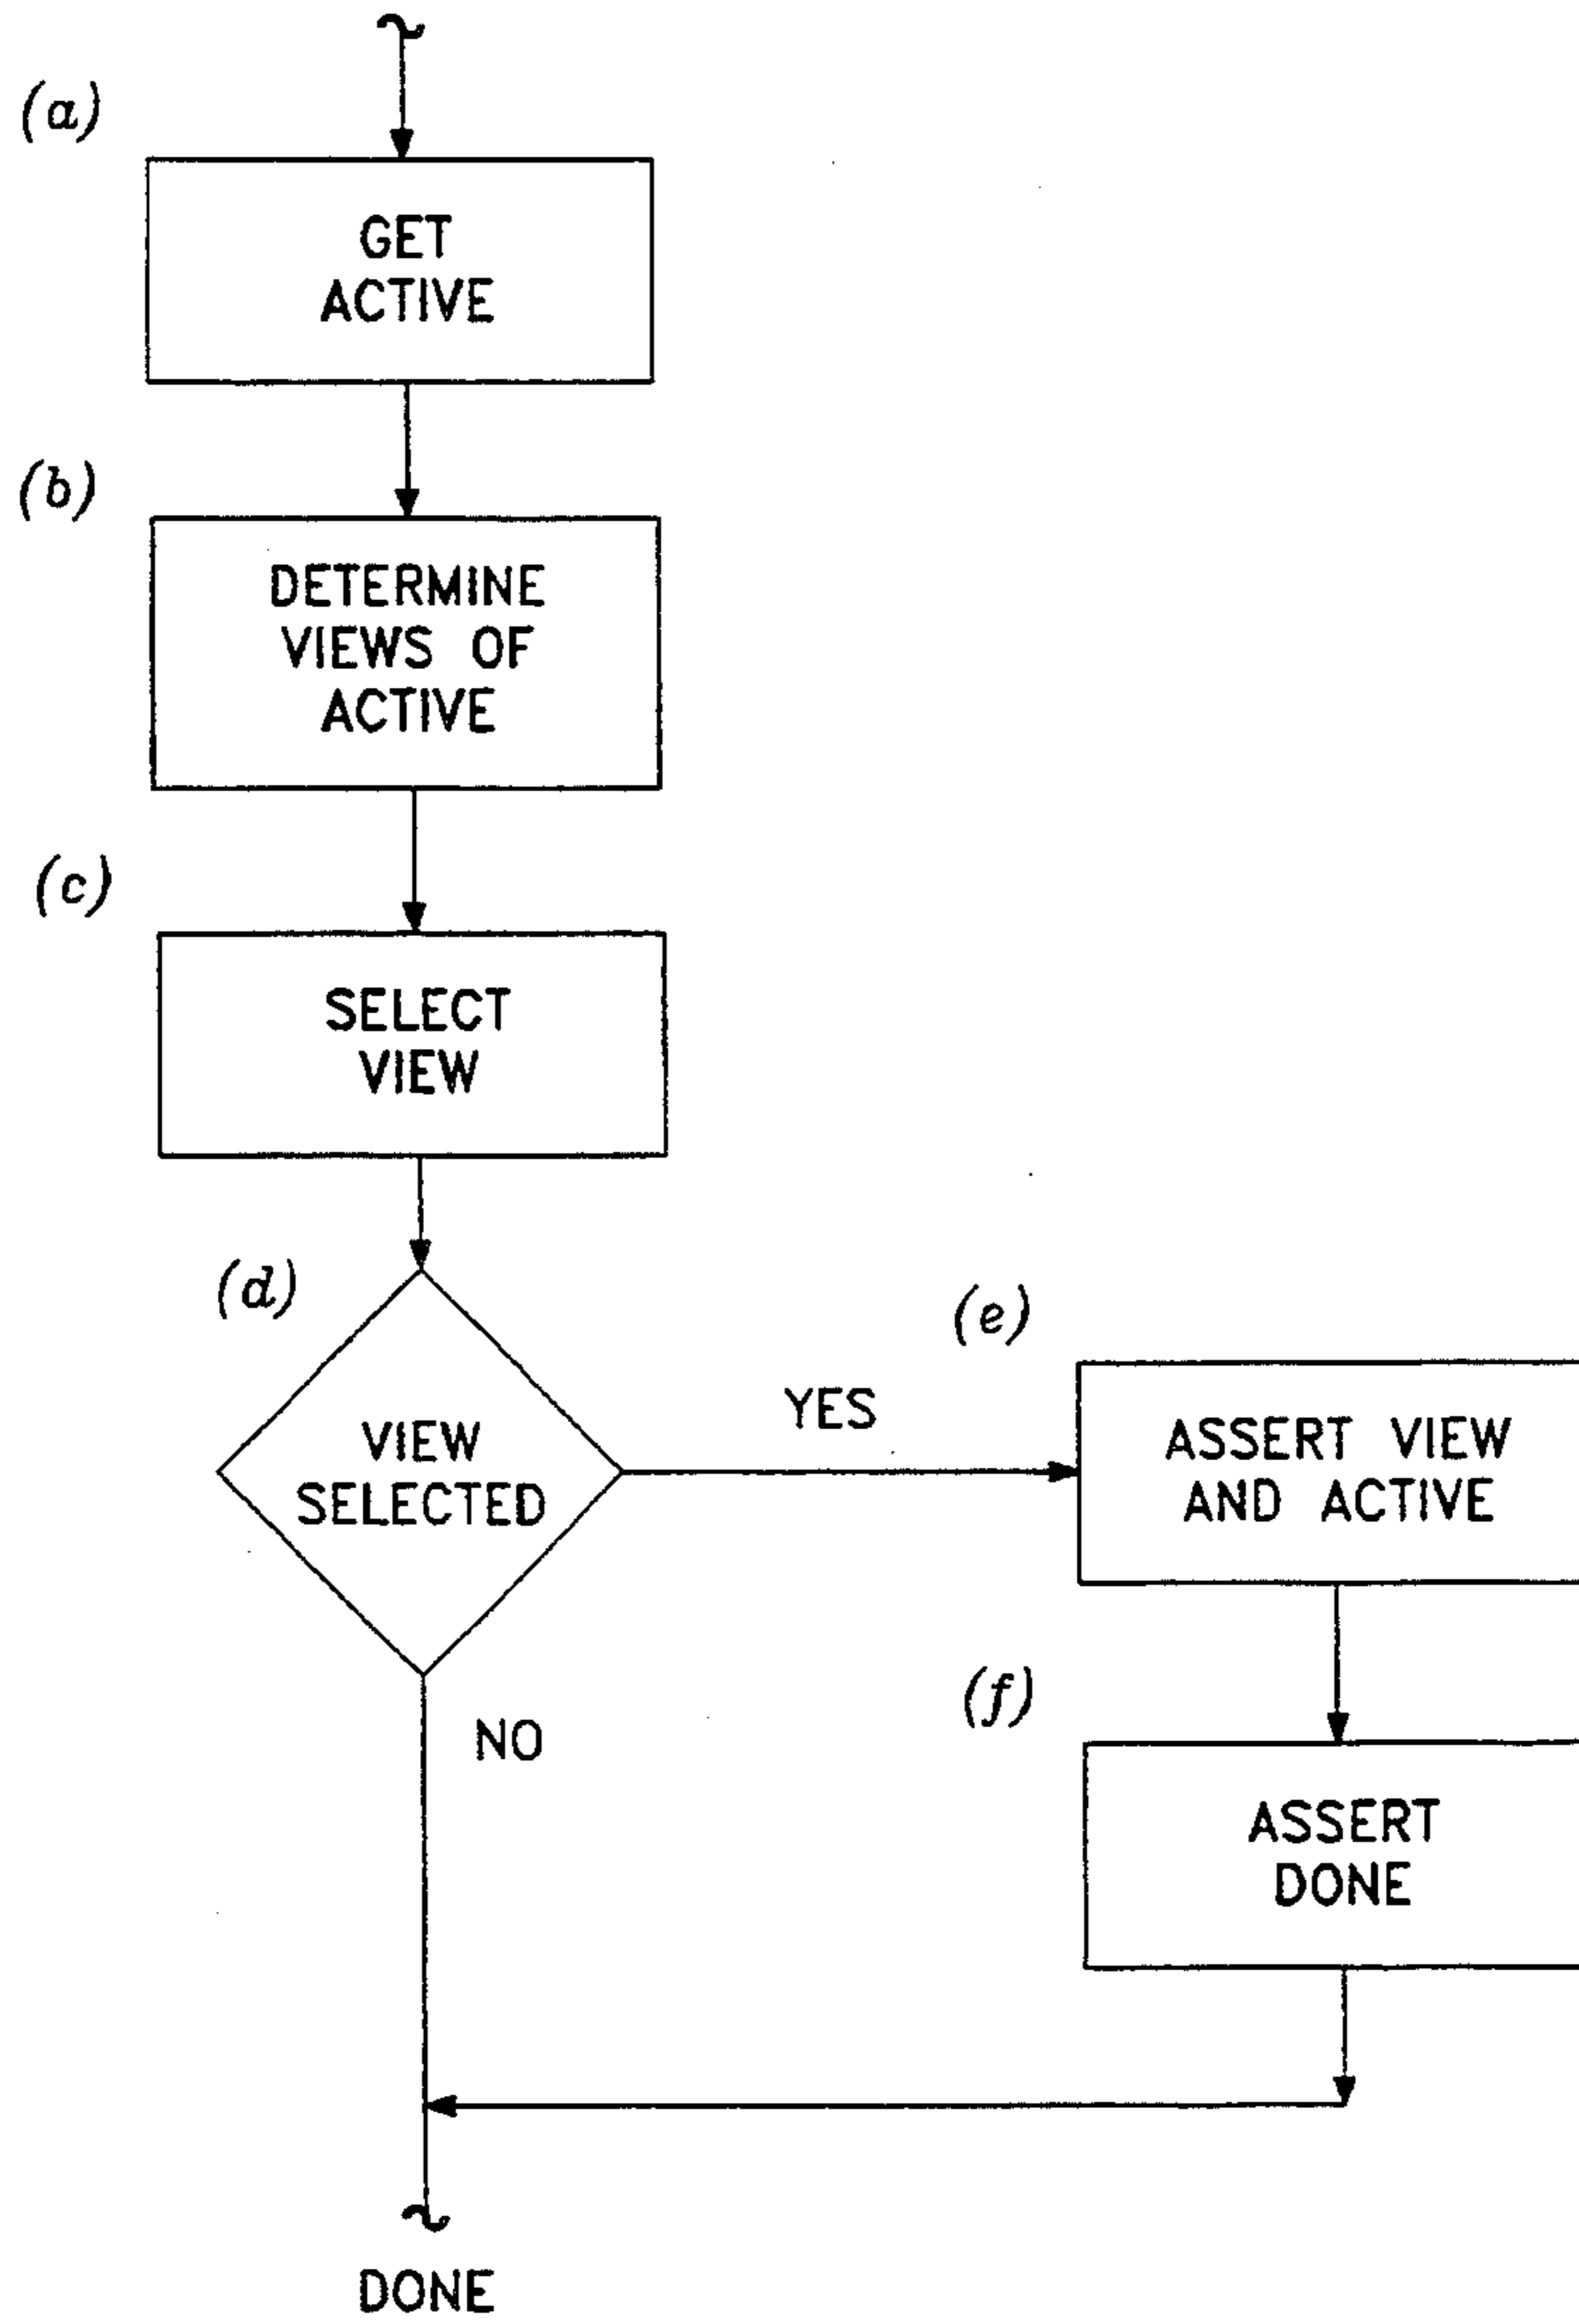 (a)
GET
ACTIVE
(b)
DETERMINE
VIEWS OF
ACTIVE
(c)
SELECT
VIEW
(d)
VIEW
SELECTED
YES
(e)
ASSERT VIEW
AND ACTIVE
NO
(f)
ASSERT
DONE
DONE